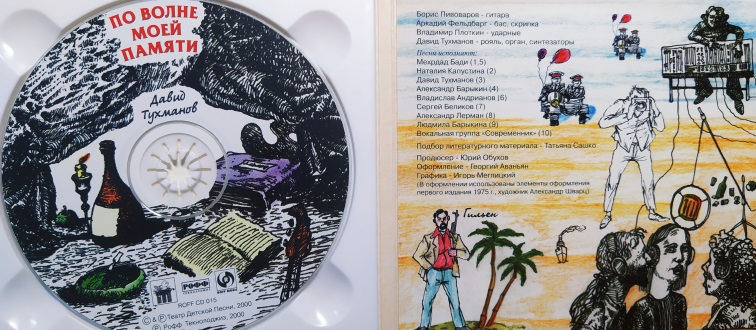 ПО ВОЛНЕ
МОЕЙ
ПАМЯТИ
Давид
Тухманов
РОФФ
ROFF CD 015
© & ℗ Театр Детской Песни, 2000
© & ℗ Рофф Текнолоджиз, 2000
Борис Пивоваров - гитара
Аркадий Фельдбарг - бас, скрипка
Владимир Плоткин - ударные
Давид Тухманов - рояль, орган, синтезаторы
Песни исполняют:
Мехрдад Бади (1,5)
Наталия Капустина (2)
Давид Тухманов (3)
Александр Барыкин (4)
Владислав Андрианов (6)
Сергей Беликов (7)
Александр Лерман (8)
Людмила Барыкина (9)
Вокальная группа «Современник» (10)
Подбор литературного материала - Татьяна Сашко
Продюсер - Юрий Обухов
Оформление - Георгий Аваньян
Графика - Игорь Меглицкий
(В оформлении использованы элементы оформления
первого издания 1975 г., художник Александр Шварц)
Гильен